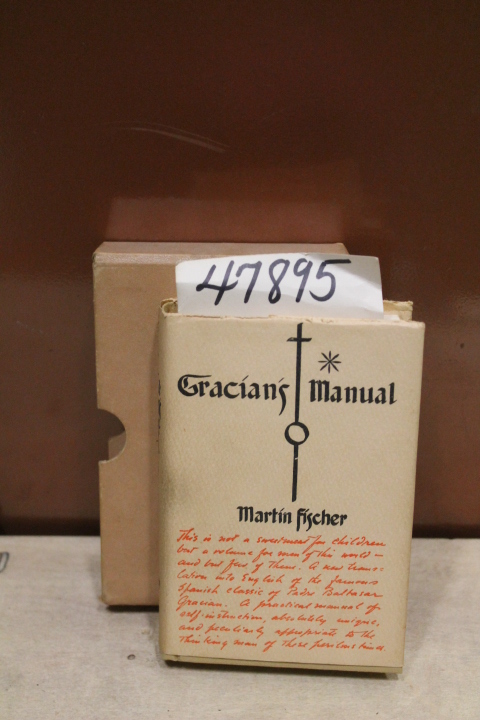 47895
Gracian's Manual
Martin Fischer
This is not a sweetmeat for children
but a volume for men of this world—
and but few of them. A new trans=
lation into English of the famous
Spanish classic of Padre Baltasar
Gracian. A practical manual of
self-instruction, absolutely unique,
and peculiarly appropriate to the
thinking man of these perilous times.